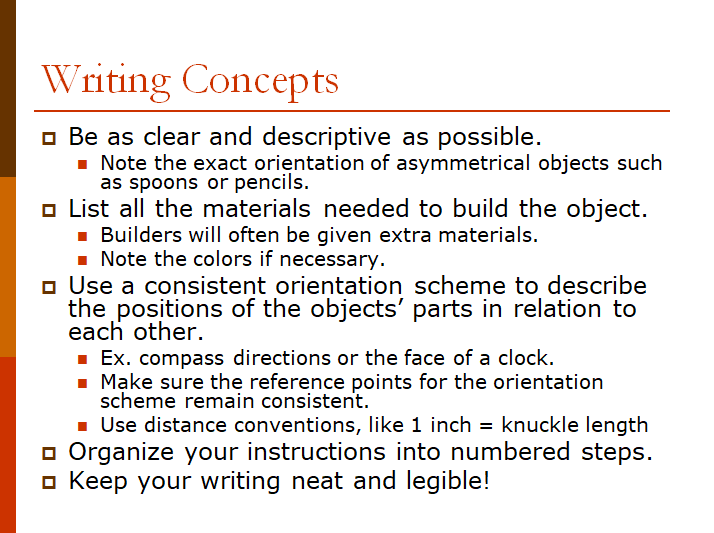 Writing Concepts
Be as clear and descriptive as possible.
Note the exact orientation of asymmetrical objects such
as spoons or pencils.
List all the materials needed to build the object.
Builders will often be given extra materials.
Note the colors if necessary.
Use a consistent orientation scheme to describe
the positions of the objects’ parts in relation to
each other.
Ex. compass directions or the face of a clock.
Make sure the reference points for the orientation
scheme remain consistent.
Use distance conventions, like 1 inch = knuckle length
Organize your instructions into numbered steps.
Keep your writing neat and legible!